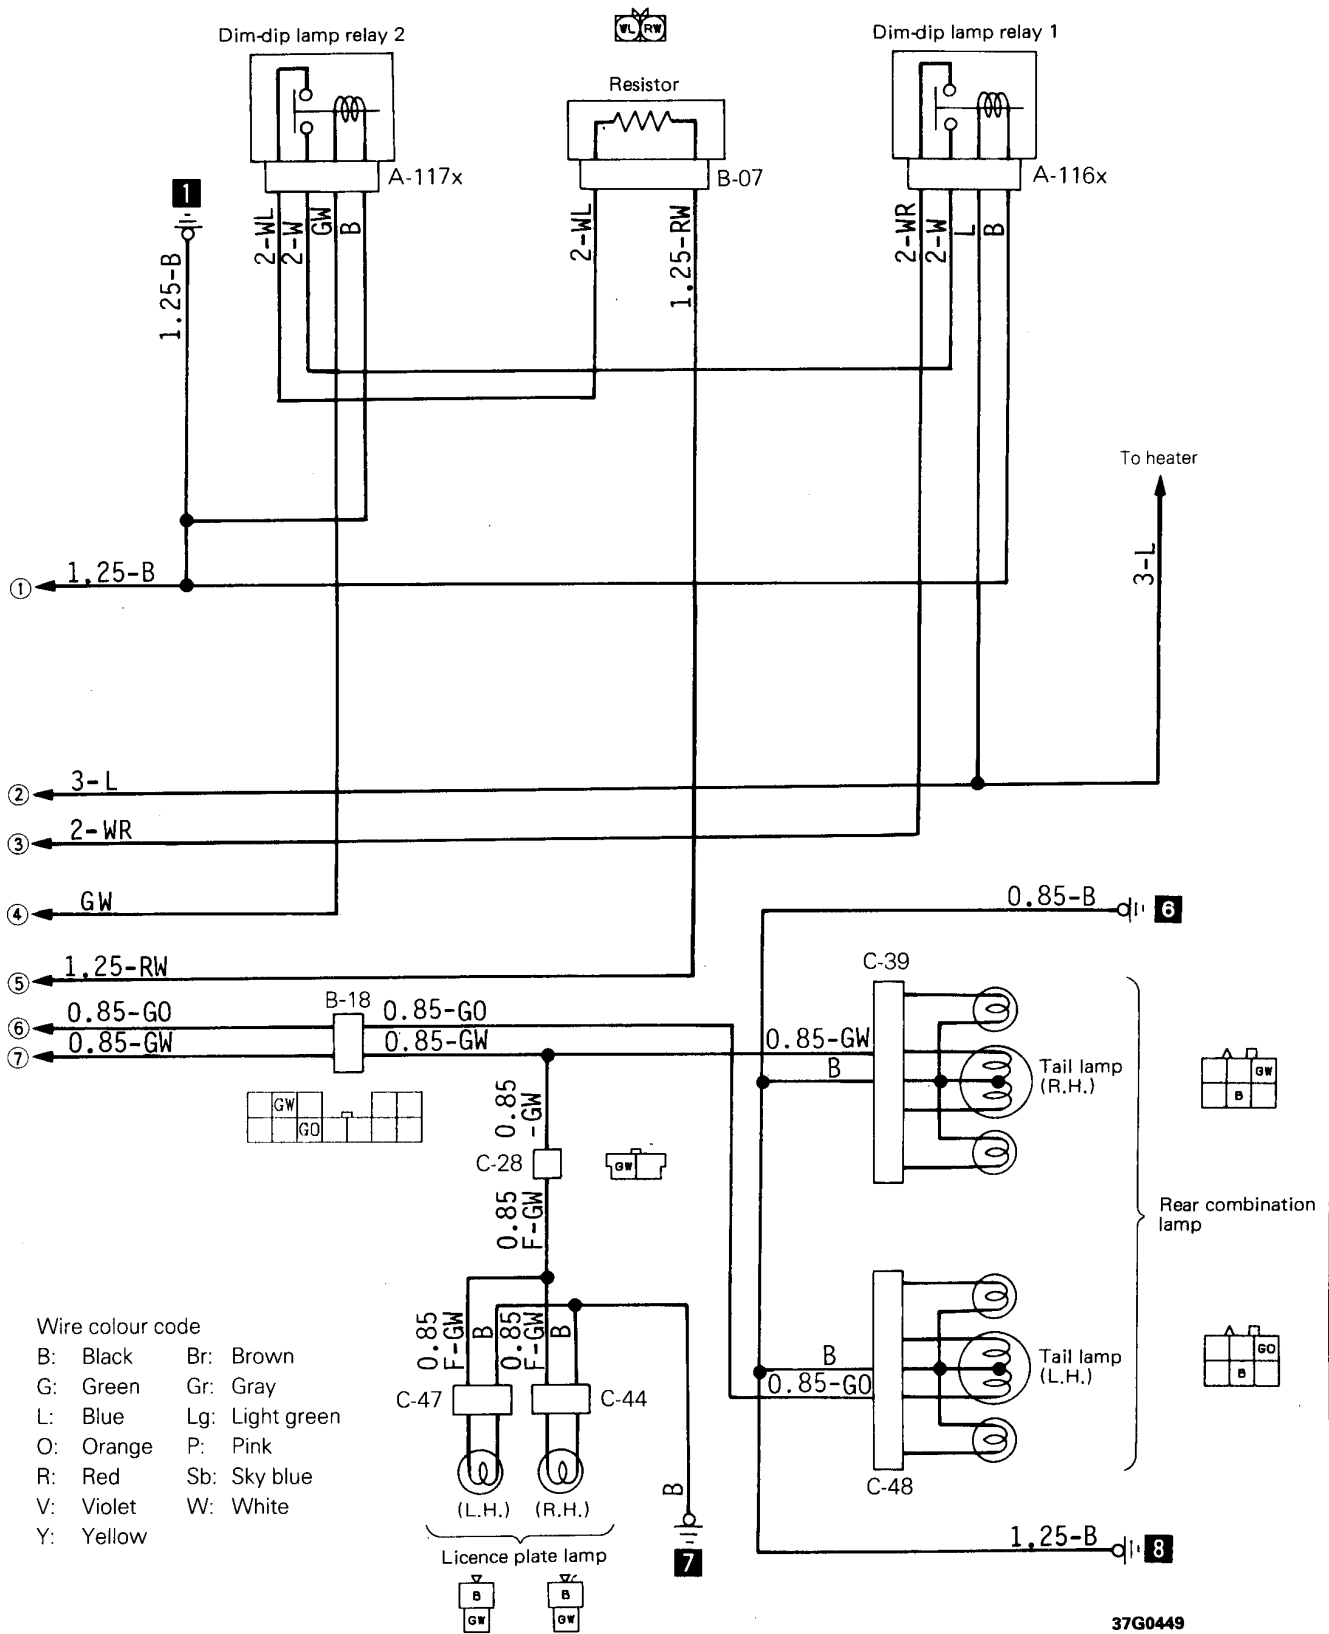 Dim-dip lamp relay 2
WL RW
Dim-dip lamp relay 1
Resistor
A-117x
B-07
A-116x
1
2-WL
2-W
GW
B
2-WL
1.25-RW
2-WR
2-W
L
B
1.25-B
To heater
3-L
① 1.25-B
② 3-L
③ 2-WR
④ GW
⑤ 1.25-RW
0.85-B 6
C-39
B-18
⑥ 0.85-GO 0.85-GO
⑦ 0.85-GW 0.85-GW
0.85-GW
B
Tail lamp
(R.H.)
GW
B
GW
GO
0.85
-GW
C-28
GW
0.85
F-GW
Rear combination
lamp
0.85
F-GW
B
0.85
F-GW
B
B
0.85-GO
Tail lamp
(L.H.)
GO
B
C-47
C-44
C-48
Wire colour code
B: Black Br: Brown
G: Green Gr: Gray
L: Blue Lg: Light green
O: Orange P: Pink
R: Red Sb: Sky blue
V: Violet W: White
Y: Yellow
(L.H.) (R.H.)
B
7
1.25-B 8
Licence plate lamp
B
GW
B
GW
37G0449